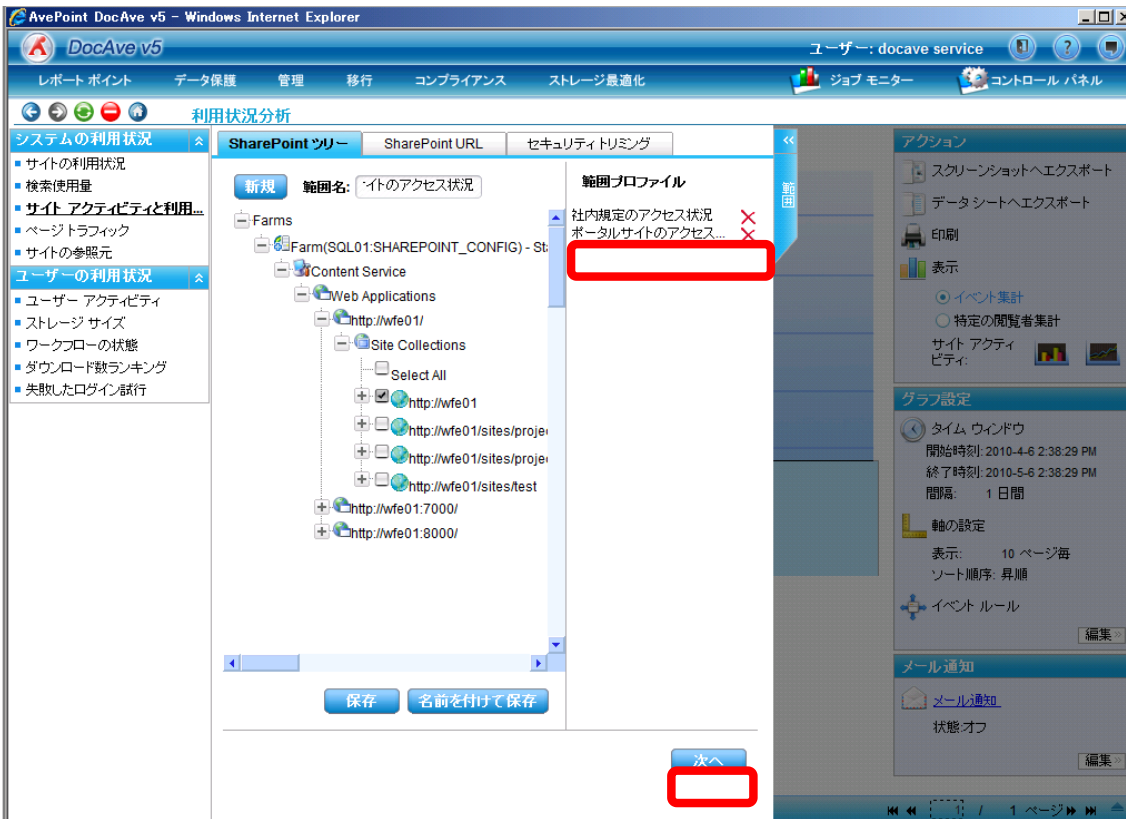 AvePoint DocAve v5 - Windows Internet Explorer
DocAve v5
ユーザー: docave service
レポート ポイント データ保護 管理 移行 コンプライアンス ストレージ最適化 ジョブ モニター コントロール パネル
利用状況分析
システムの利用状況
サイトの利用状況
検索使用量
サイト アクティビティと利用...
ページ トラフィック
サイトの参照元
ユーザーの利用状況
ユーザー アクティビティ
ストレージ サイズ
ワークフローの状態
ダウンロード数ランキング
失敗したログイン試行
SharePoint ツリー SharePoint URL セキュリティ トリミング
新規 範囲名: イトのアクセス状況
Farms
Farm(SQL01:SHAREPOINT_CONFIG) - St
Content Service
Web Applications
http://wfe01/
Site Collections
Select All
http://wfe01
http://wfe01/sites/proje
http://wfe01/sites/proje
http://wfe01/sites/test
http://wfe01:7000/
http://wfe01:8000/
保存 名前を付けて保存
範囲プロファイル
社内規定のアクセス状況
ポータルサイトのアクセス...
次へ
範囲
アクション
スクリーンショットへエクスポート
データ シートへエクスポート
印刷
表示
イベント集計
特定の閲覧者集計
サイト アクティ
ビティ:
グラフ設定
タイム ウィンドウ
開始時刻: 2010-4-6 2:38:29 PM
終了時刻: 2010-5-6 2:38:29 PM
間隔: 1 日間
軸の設定
表示: 10 ページ毎
ソート順序: 昇順
イベント ルール
編集
メール通知
メール通知
状態:オフ
編集
1 / 1 ページ